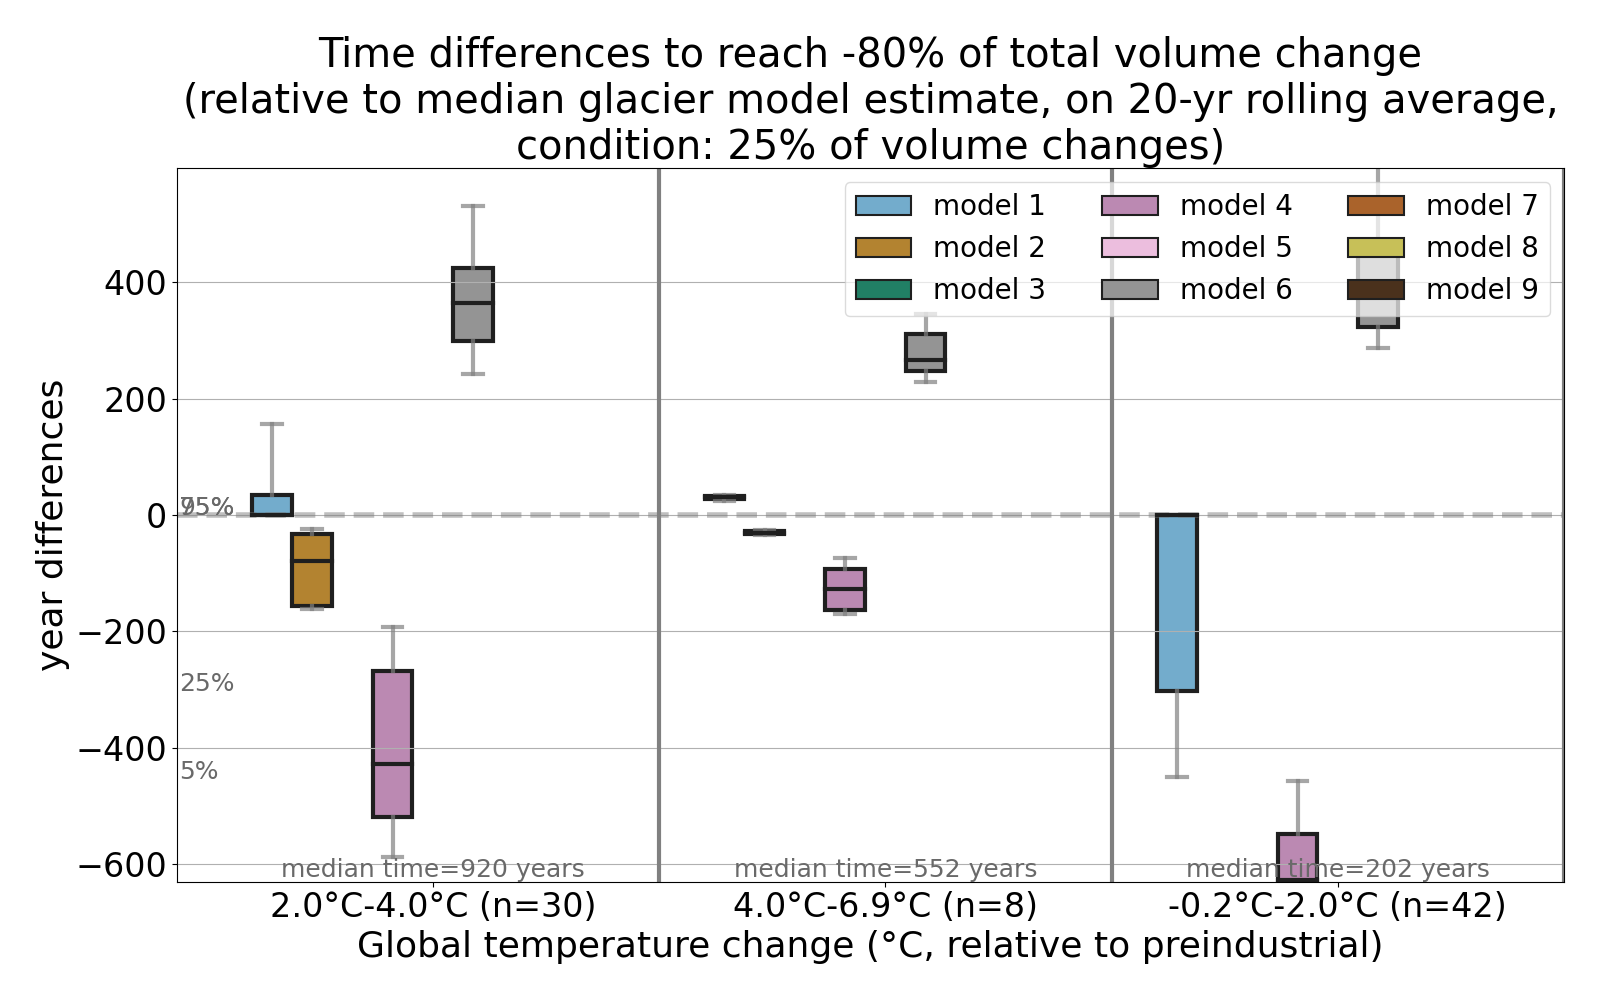 Time differences to reach -80% of total volume change
(relative to median glacier model estimate, on 20-yr rolling average,
condition: 25% of volume changes)
model 1
model 4
model 7
model 2
model 5
model 8
model 3
model 6
model 9
year differences
400
200
0
−200
−400
−600
95%
25%
5%
median time=920 years
median time=552 years
median time=202 years
2.0°C-4.0°C (n=30)
4.0°C-6.9°C (n=8)
-0.2°C-2.0°C (n=42)
Global temperature change (°C, relative to preindustrial)